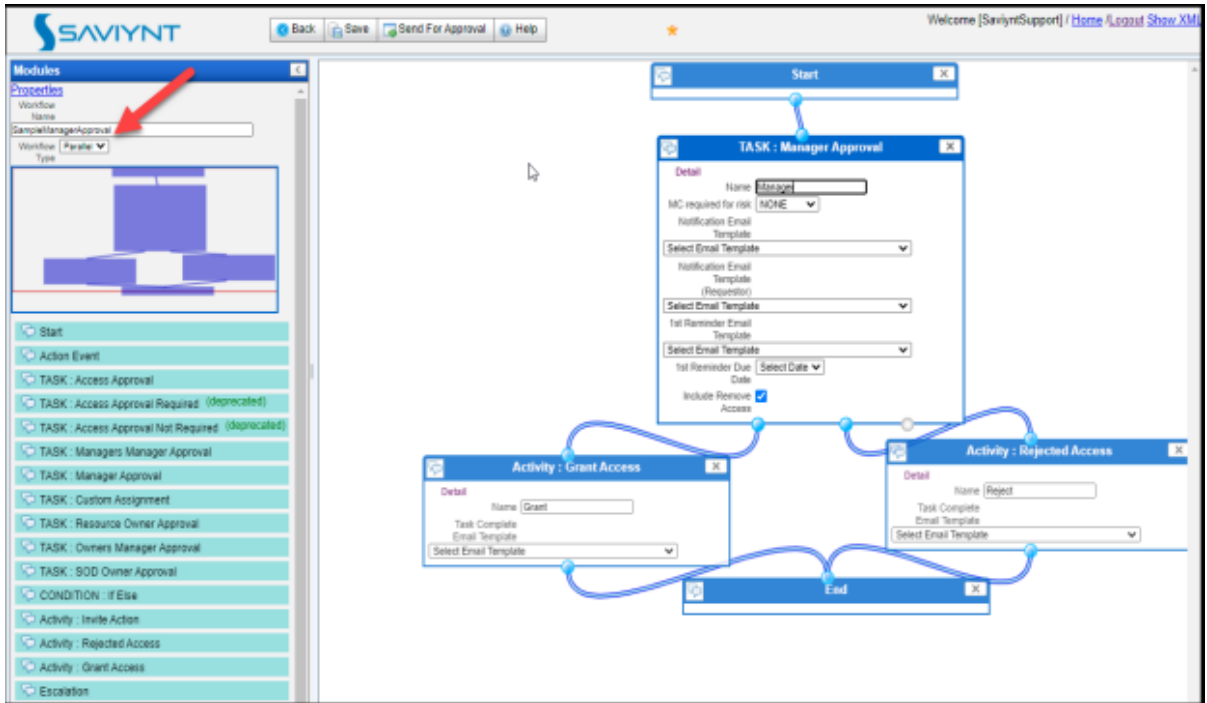 SAVIYNT
Back Save Send For Approval Help
Welcome [SaviyntSupport] / Home /Logout Show XML
Modules
Properties
Workflow
Name
SampleManagerApproval
Workflow Parallel
Type
Start
Action Event
TASK : Access Approval
TASK : Access Approval Required (deprecated)
TASK : Access Approval Not Required (deprecated)
TASK : Managers Manager Approval
TASK : Manager Approval
TASK : Custom Assignment
TASK : Resource Owner Approval
TASK : Owners Manager Approval
TASK : SOD Owner Approval
CONDITION : If Else
Activity : Invite Action
Activity : Rejected Access
Activity : Grant Access
Escalation
Start
TASK : Manager Approval
Detail
Name Manager
MC required for risk NONE
Notification Email
Template
Select Email Template
Notification Email
Template
(Requestor)
Select Email Template
1st Reminder Email
Template
Select Email Template
1st Reminder Due Select Date
Date
Include Remove
Access
Activity : Grant Access
Detail
Name Grant
Task Complete
Email Template
Select Email Template
Activity : Rejected Access
Detail
Name Reject
Task Complete
Email Template
Select Email Template
End